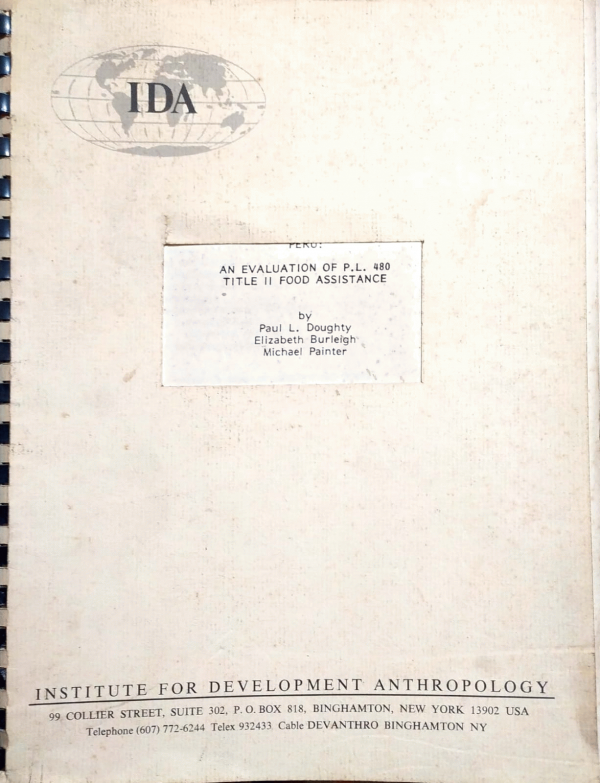 IDA
PERU:
AN EVALUATION OF P.L. 480
TITLE II FOOD ASSISTANCE
by
Paul L. Doughty
Elizabeth Burleigh
Michael Painter
INSTITUTE FOR DEVELOPMENT ANTHROPOLOGY
99 COLLIER STREET, SUITE 302, P.O. BOX 818, BINGHAMTON, NEW YORK 13902 USA
Telephone (607) 772-6244 Telex 932433 Cable DEVANTHRO BINGHAMTON NY